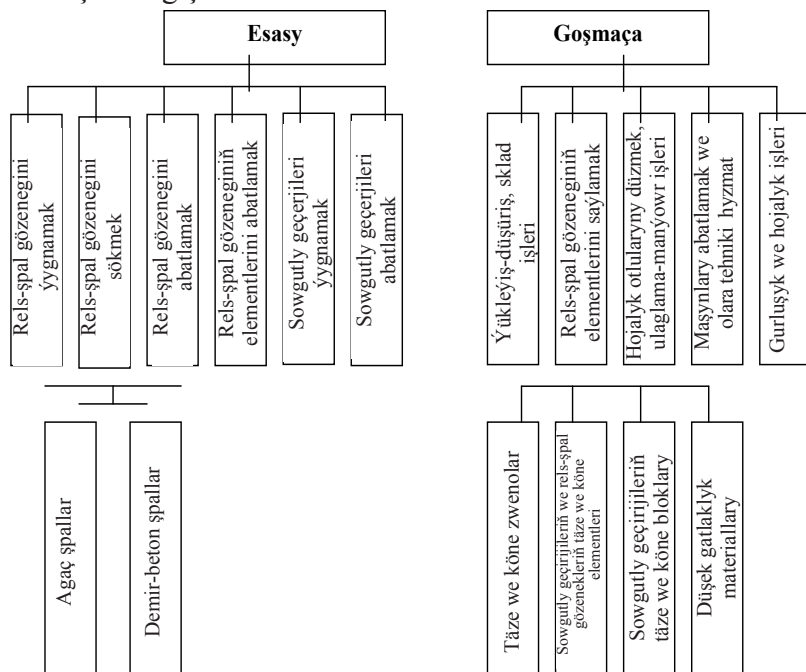 Esasy
Goşmaça
Rels-şpal gözenegini
ýygnamak
Rels-şpal gözenegini
sökmek
Rels-şpal gözenegini
abatlamak
Rels-şpal gözeneginiň
elementlerini abatlamak
Sowgutly geçerjileri
ýygnamak
Sowgutly geçerjileri
abatlamak
Ýükleýiş-düşüriş, sklad
işleri
Rels-şpal gözeneginiň
elementlerini saýlamak
Hojalyk otlularyny düzmek,
ulaglama-manýowr işleri
Maşynlary abatlamak we
olara tehniki hyzmat
Gurluşyk we hojalyk işleri
Agaç şpallar
Demir-beton şpallar
Täze we köne zwenolar
Sowgutly geçirijileriň we rels-şpal
gözenekleriň täze we köne
elementleri
Sowgutly geçirijileriň
täze we köne bloklary
Düşek gatlaklyk
materiallary